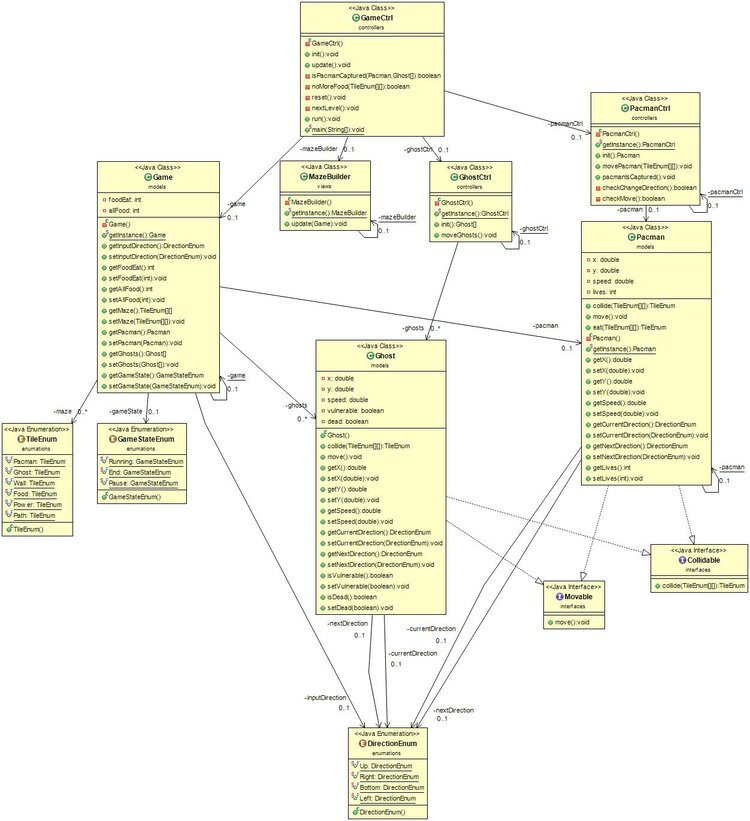 <<Java Class>>
GameCtrl
controllers
GameCtrl()
init():void
update():void
isPacmanCaptured(Pacman,Ghost[]):boolean
noMoreFood(TileEnum[][]):boolean
reset():void
nextLevel():void
run():void
main(String[]):void
<<Java Class>>
PacmanCtrl
controllers
PacmanCtrl()
getInstance():PacmanCtrl
init():Pacman
movePacman(TileEnum[][]):void
pacmanIsCaptured():void
checkChangeDirection():boolean
checkMove():boolean
-pacmanCtrl
0..1
-pacmanCtrl
0..1
-mazeBuilder
0..1
-ghostCtrl
0..1
-game
0..1
<<Java Class>>
Game
models
foodEat: int
allFood: int
Game()
getInstance():Game
getInputDirection():DirectionEnum
setInputDirection(DirectionEnum):void
getFoodEat():int
setFoodEat(int):void
getAllFood():int
setAllFood(int):void
getMaze():TileEnum[][]
setMaze(TileEnum[][]):void
getPacman():Pacman
setPacman(Pacman):void
getGhosts():Ghost[]
setGhosts(Ghost[]):void
getGameState():GameStateEnum
setGameState(GameStateEnum):void
-game
0..1
<<Java Class>>
MazeBuilder
views
MazeBuilder()
getInstance():MazeBuilder
update(Game):void
-mazeBuilder
0..1
<<Java Class>>
GhostCtrl
controllers
GhostCtrl()
getInstance():GhostCtrl
init():Ghost[]
moveGhosts():void
-ghostCtrl
0..1
-pacman
0..1
<<Java Class>>
Pacman
models
x: double
y: double
speed: double
lives: int
collide(TileEnum[][]):TileEnum
move():void
eat(TileEnum[][]):TileEnum
Pacman()
getInstance():Pacman
getX():double
setX(double):void
getY():double
setY(double):void
getSpeed():double
setSpeed(double):void
getCurrentDirection():DirectionEnum
setCurrentDirection(DirectionEnum):void
getNextDirection():DirectionEnum
setNextDirection(DirectionEnum):void
getLives():int
setLives(int):void
-pacman
0..1
-pacman
0..1
-ghosts
0..*
-ghosts
0..*
<<Java Class>>
Ghost
models
x: double
y: double
speed: double
vulnerable: boolean
dead: boolean
Ghost()
collide(TileEnum[][]):TileEnum
move():void
getX():double
setX(double):void
getY():double
setY(double):void
getSpeed():double
setSpeed(double):void
getCurrentDirection():DirectionEnum
setCurrentDirection(DirectionEnum):void
getNextDirection():DirectionEnum
setNextDirection(DirectionEnum):void
isVulnerable():boolean
setVulnerable(boolean):void
isDead():boolean
setDead(boolean):void
-maze
0..*
-gameState
0..1
<<Java Enumeration>>
TileEnum
enumations
Pacman: TileEnum
Ghost: TileEnum
Wall: TileEnum
Food: TileEnum
Power: TileEnum
Path: TileEnum
TileEnum()
<<Java Enumeration>>
GameStateEnum
enumations
Running: GameStateEnum
End: GameStateEnum
Pause: GameStateEnum
GameStateEnum()
<<Java Interface>>
Collidable
interfaces
collide(TileEnum[][]):TileEnum
<<Java Interface>>
Movable
interfaces
move():void
-nextDirection
0..1
-currentDirection
0..1
-currentDirection
0..1
-inputDirection
0..1
-nextDirection
0..1
<<Java Enumeration>>
DirectionEnum
enumations
Up: DirectionEnum
Right: DirectionEnum
Bottom: DirectionEnum
Left: DirectionEnum
DirectionEnum()